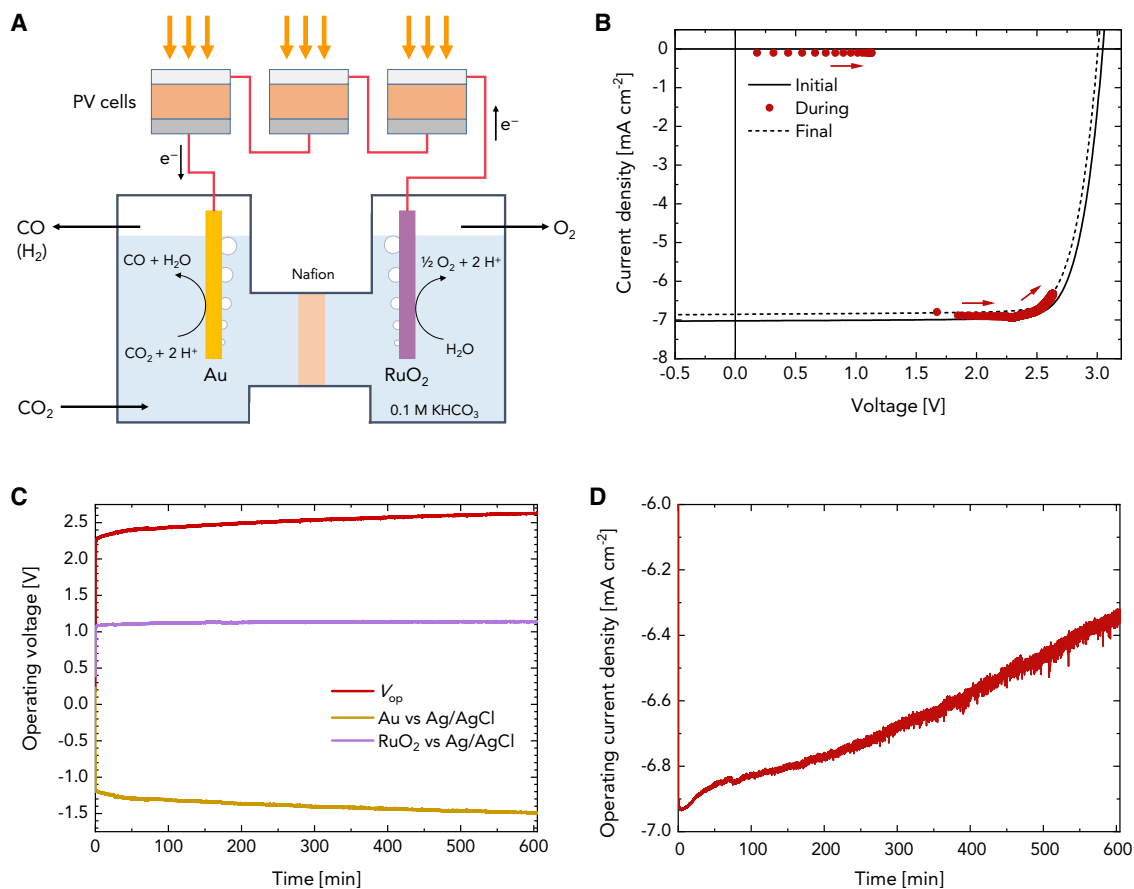 A
PV cells
e⁻
e⁻
CO
(H₂)
O₂
CO + H₂O
½ O₂ + 2 H⁺
Nafion
CO₂ + 2 H⁺
H₂O
Au
RuO₂
CO₂
0.1 M KHCO₃
B
Current density [mA cm⁻²]
0
-1
-2
-3
-4
-5
-6
-7
-8
Initial
During
Final
-0.5 0.0 0.5 1.0 1.5 2.0 2.5 3.0
Voltage [V]
C
Operating voltage [V]
2.5
2.0
1.5
1.0
0.5
0.0
-0.5
-1.0
-1.5
V_op
Au vs Ag/AgCl
RuO₂ vs Ag/AgCl
0 100 200 300 400 500 600
Time [min]
D
Operating current density [mA cm⁻²]
-6.0
-6.2
-6.4
-6.6
-6.8
-7.0
0 100 200 300 400 500 600
Time [min]